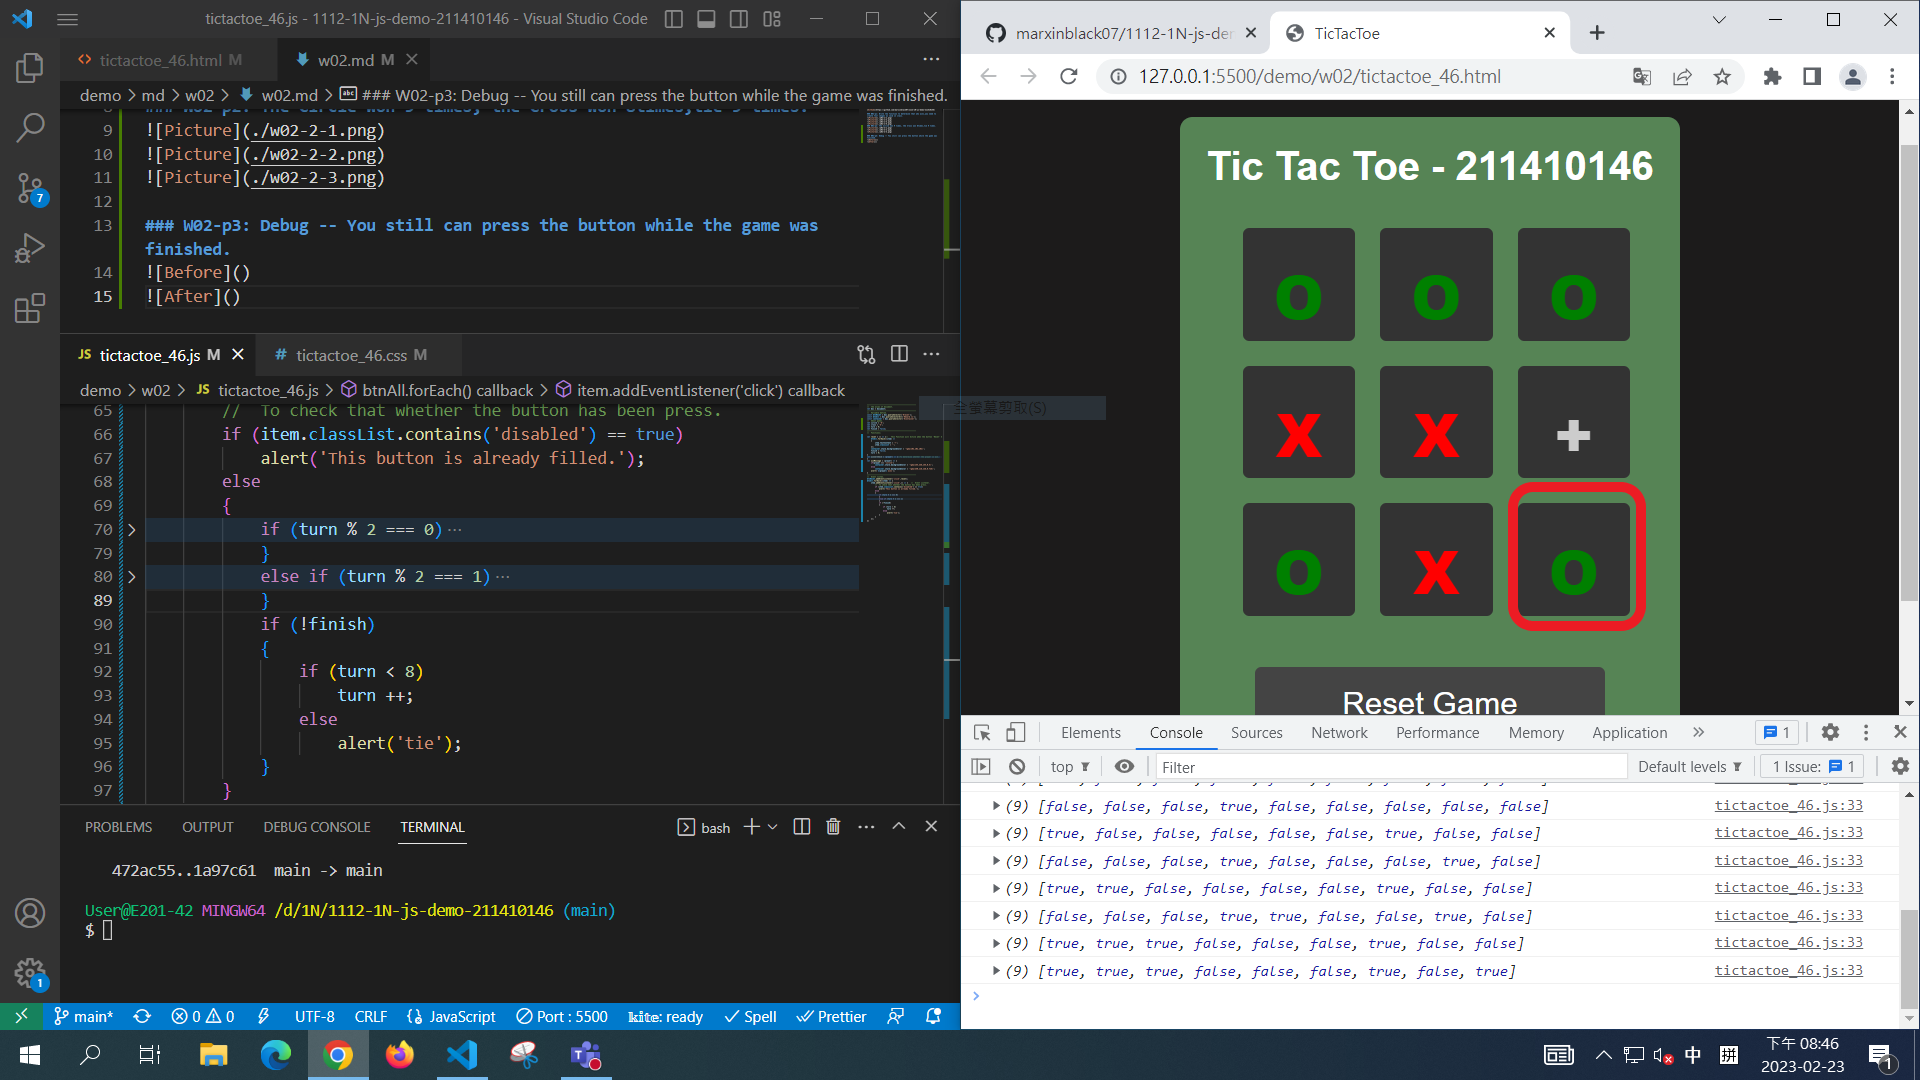 tictactoe_46.js - 1112-1N-js-demo-211410146 - Visual Studio Code
tictactoe_46.html M
w02.md M
demo > md > w02 > w02.md > ### W02-p3: Debug -- You still can press the button while the game was finished.
9 ![Picture](./w02-2-1.png)
10 ![Picture](./w02-2-2.png)
11 ![Picture](./w02-2-3.png)
12
13 ### W02-p3: Debug -- You still can press the button while the game was
finished.
14 ![Before]()
15 ![After]()
JS tictactoe_46.js M
# tictactoe_46.css M
demo > w02 > JS tictactoe_46.js > btnAll.forEach() callback > item.addEventListener('click') callback
65 // To check that whether the button has been press.
66 if (item.classList.contains('disabled') == true)
67 alert('This button is already filled.');
68 else
69 {
70 if (turn % 2 === 0)…
79 }
80 else if (turn % 2 === 1)…
89 }
90 if (!finish)
91 {
92 if (turn < 8)
93 turn ++;
94 else
95 alert('tie');
96 }
97 }
PROBLEMS OUTPUT DEBUG CONSOLE TERMINAL
bash
472ac55..1a97c61 main -> main
User@E201-42 MINGW64 /d/1N/1112-1N-js-demo-211410146 (main)
$
main* 0 0 UTF-8 CRLF {} JavaScript Port : 5500 kite: ready Spell Prettier
7
1
marxinblack07/1112-1N-js-de
TicTacToe
127.0.0.1:5500/demo/w02/tictactoe_46.html
Tic Tac Toe - 211410146
o o o
x x +
o x o
Reset Game
全螢幕剪取(S)
Elements Console Sources Network Performance Memory Application » 1
top Filter Default levels 1 Issue: 1
(9) [false, false, false, true, false, false, false, false, false] tictactoe_46.js:33
(9) [true, false, false, false, false, false, true, false, false] tictactoe_46.js:33
(9) [false, false, false, true, false, false, false, true, false] tictactoe_46.js:33
(9) [true, true, false, false, false, false, true, false, false] tictactoe_46.js:33
(9) [false, false, false, true, true, false, false, true, false] tictactoe_46.js:33
(9) [true, true, true, false, false, false, true, false, false] tictactoe_46.js:33
(9) [true, true, true, false, false, false, true, false, true] tictactoe_46.js:33
中 拼
下午 08:46
2023-02-23
1